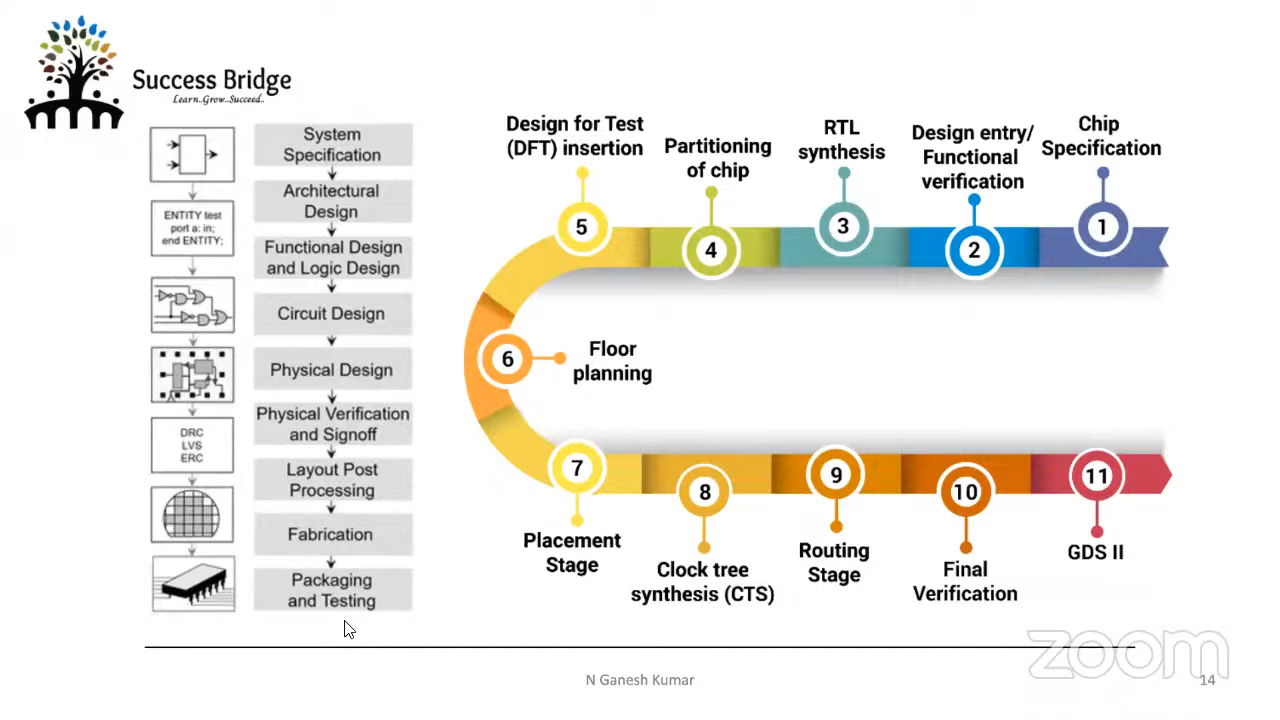 Success Bridge
Learn..Grow..Succeed..
ENTITY test
port a: in;
end ENTITY;
DRC
LVS
ERC
System
Specification
Architectural
Design
Functional Design
and Logic Design
Circuit Design
Physical Design
Physical Verification
and Signoff
Layout Post
Processing
Fabrication
Packaging
and Testing
Chip
Specification
1
Design entry/
Functional
verification
2
RTL
synthesis
3
Partitioning
of chip
4
Design for Test
(DFT) insertion
5
6
Floor
planning
7
Placement
Stage
8
Clock tree
synthesis (CTS)
9
Routing
Stage
10
Final
Verification
11
GDS II
zoom
N Ganesh Kumar
14